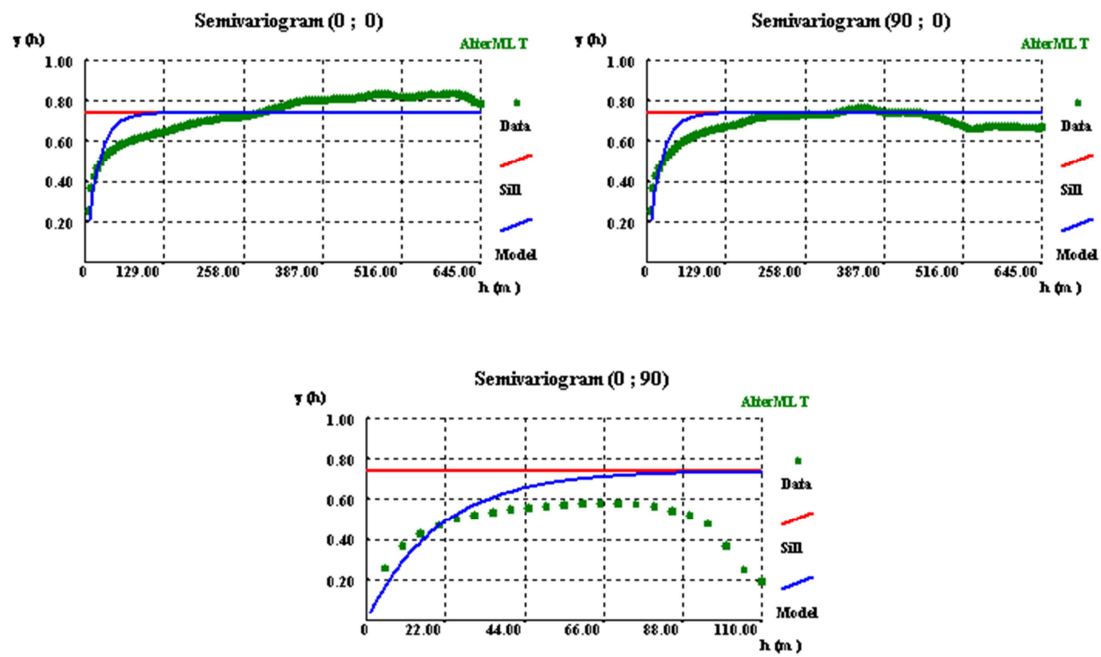 Semivariogram (0 ; 0)
γ (h)
AlterMLT
1.00
0.80
0.60
0.40
0.20
Data
Sill
Model
0 129.00 258.00 387.00 516.00 645.00
h (m )
Semivariogram (90 ; 0)
γ (h)
AlterMLT
1.00
0.80
0.60
0.40
0.20
Data
Sill
Model
0 129.00 258.00 387.00 516.00 645.00
h (m )
Semivariogram (0 ; 90)
γ (h)
AlterMLT
1.00
0.80
0.60
0.40
0.20
Data
Sill
Model
0 22.00 44.00 66.00 88.00 110.00
h (m )